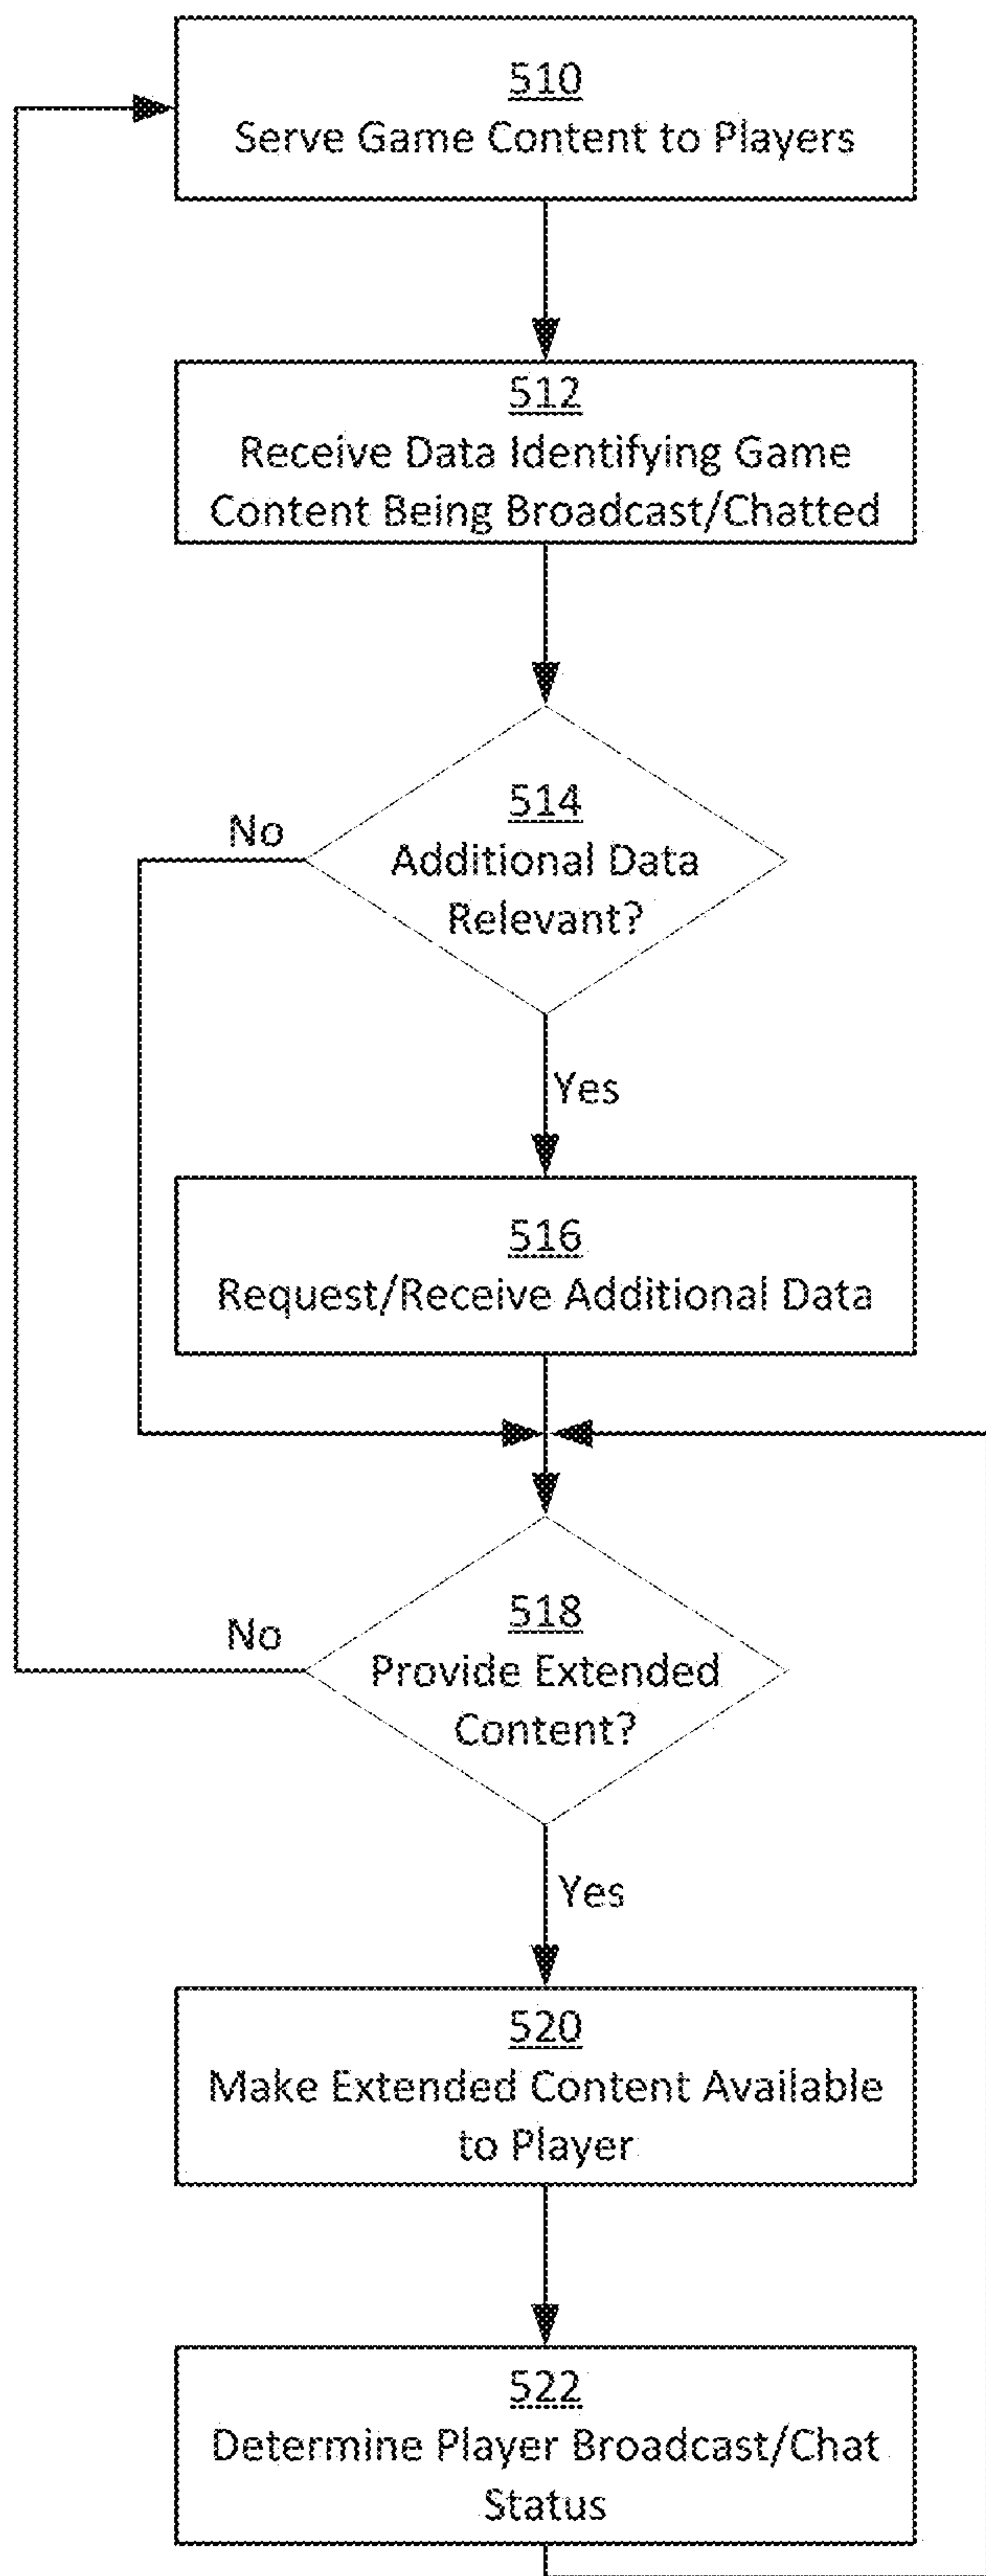 510
Serve Game Content to Players
512
Receive Data Identifying Game
Content Being Broadcast/Chatted
514
Additional Data
Relevant?
No
Yes
516
Request/Receive Additional Data
518
Provide Extended
Content?
No
Yes
520
Make Extended Content Available
to Player
522
Determine Player Broadcast/Chat
Status